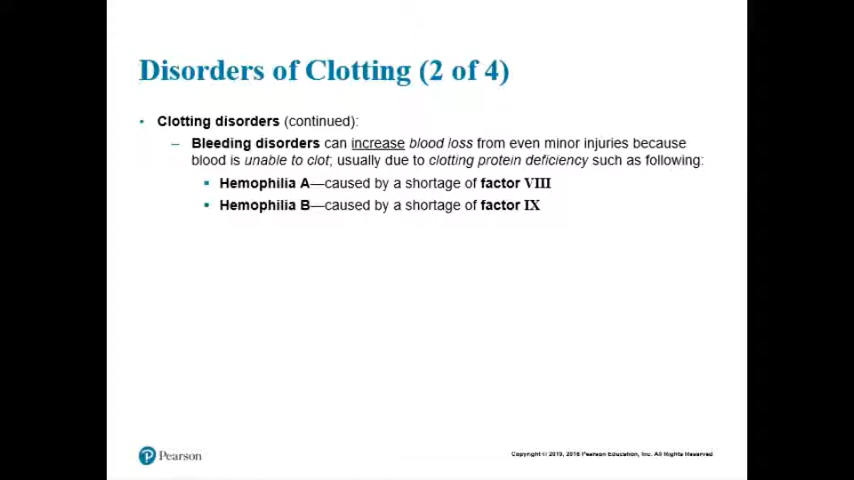 Disorders of Clotting (2 of 4)
• Clotting disorders (continued):
– Bleeding disorders can increase blood loss from even minor injuries because
blood is unable to clot; usually due to clotting protein deficiency such as following:
▪ Hemophilia A—caused by a shortage of factor VIII
▪ Hemophilia B—caused by a shortage of factor IX
Pearson
Copyright © 2019, 2016 Pearson Education, Inc. All Rights Reserved